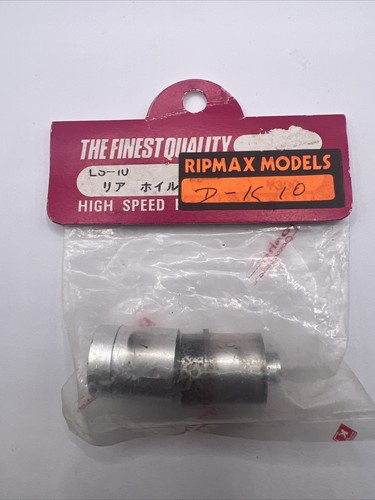 THE FINEST QUALITY
LS-10
リア ホイル
HIGH SPEED
RIPMAX MODELS
D-K10